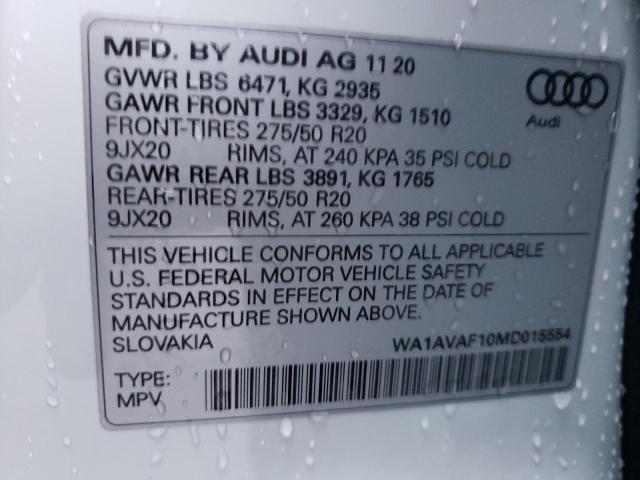 MFD. BY AUDI AG 11 20
GVWR LBS 6471, KG 2935
GAWR FRONT LBS 3329, KG 1510
FRONT-TIRES 275/50 R20
9JX20 RIMS, AT 240 KPA 35 PSI COLD
GAWR REAR LBS 3891, KG 1765
REAR-TIRES 275/50 R20
9JX20 RIMS, AT 260 KPA 38 PSI COLD
Audi
THIS VEHICLE CONFORMS TO ALL APPLICABLE
U.S. FEDERAL MOTOR VEHICLE SAFETY
STANDARDS IN EFFECT ON THE DATE OF
MANUFACTURE SHOWN ABOVE.
SLOVAKIA WA1AVAF10MD015554
TYPE:
MPV